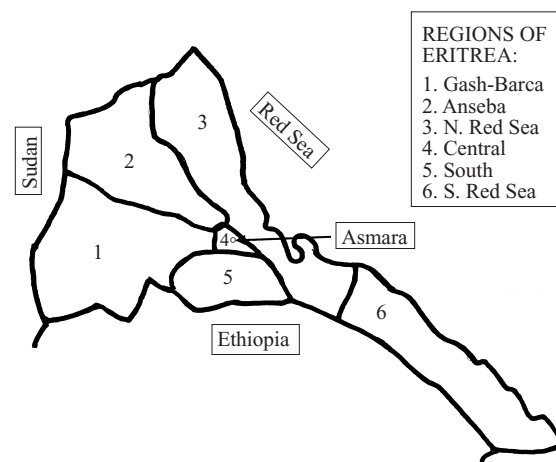 REGIONS OF
ERITREA:
1. Gash-Barca
2. Anseba
3. N. Red Sea
4. Central
5. South
6. S. Red Sea
Red Sea
Sudan
3
2
4
Asmara
1
5
6
Ethiopia